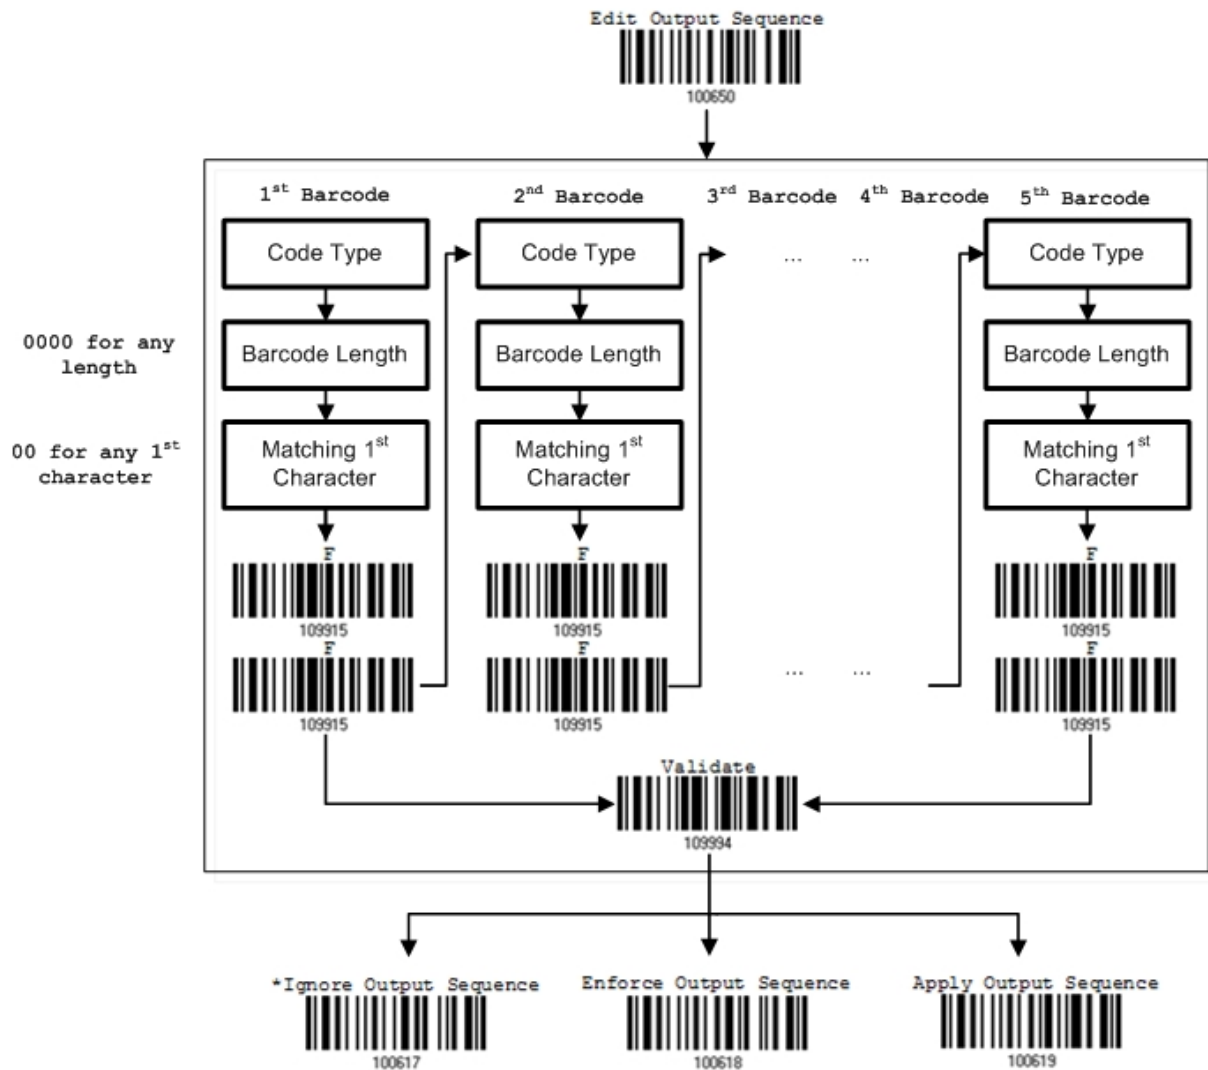 Edit Output Sequence
100650
1st Barcode 2nd Barcode 3rd Barcode 4th Barcode 5th Barcode
Code Type Code Type ... ... Code Type
0000 for any
length
Barcode Length Barcode Length Barcode Length
00 for any 1st
character
Matching 1st
Character
Matching 1st
Character
Matching 1st
Character
F F F
109915 109915 109915
F F F
... ...
109915 109915 109915
Validate
109994
*Ignore Output Sequence Enforce Output Sequence Apply Output Sequence
100617 100618 100619